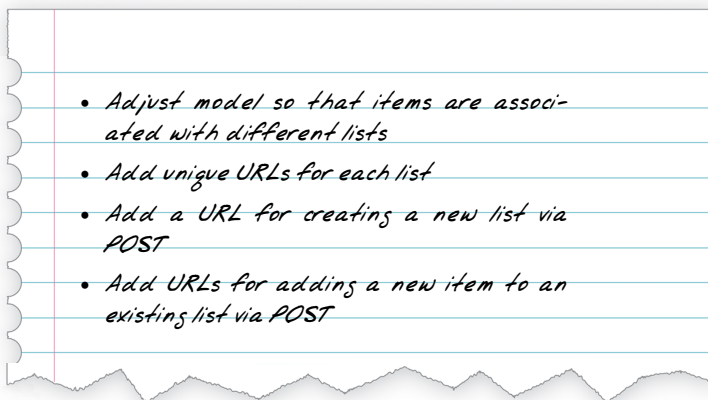 • Adjust model so that items are associ-
ated with different lists
• Add unique URLs for each list
• Add a URL for creating a new list via
POST
• Add URLs for adding a new item to an
existing list via POST